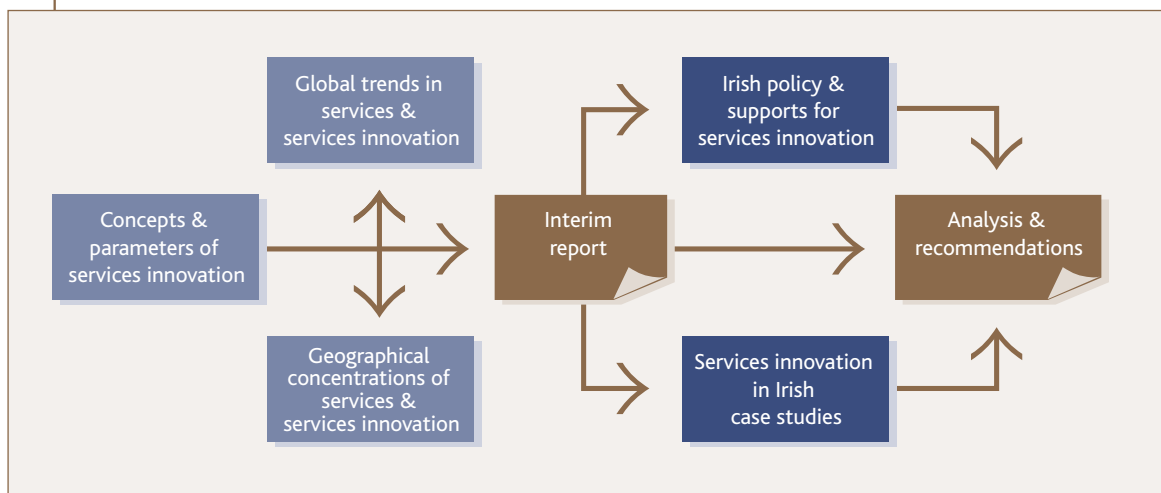 Global trends in
services &
services innovation
Irish policy &
supports for
services innovation
Concepts &
parameters of
services innovation
Interim
report
Analysis &
recommendations
Geographical
concentrations of
services &
services innovation
Services innovation
in Irish
case studies